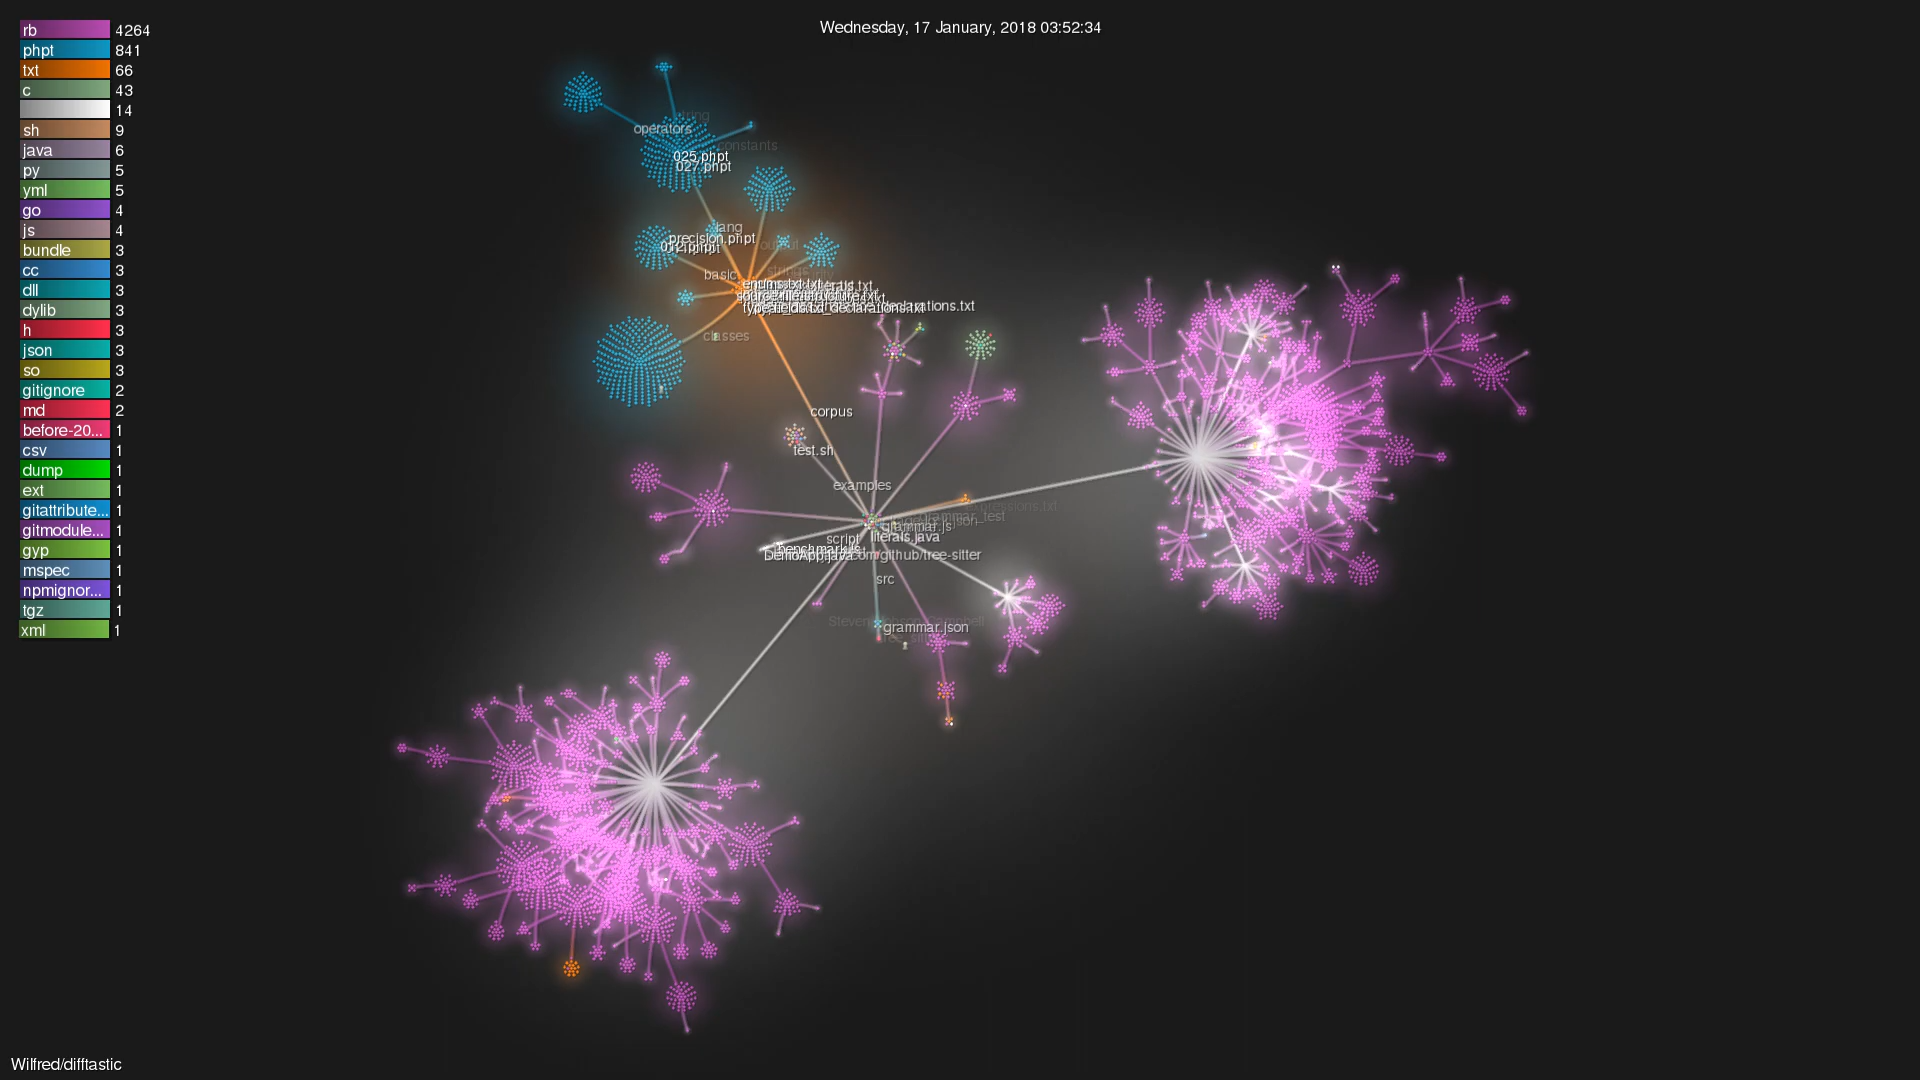 Wednesday, 17 January, 2018 03:52:34
rb 4264
phpt 841
txt 66
c 43
14
sh 9
java 6
py 5
yml 5
go 4
js 4
bundle 3
cc 3
dll 3
dylib 3
h 3
json 3
so 3
gitignore 2
md 2
before-20... 1
csv 1
dump 1
ext 1
gitattribute... 1
gitmodule... 1
gyp 1
mspec 1
npmignor... 1
tgz 1
xml 1
operators
constants
025.phpt
027.phpt
lang
precision.phpt
output
basic
classes
corpus
test.sh
examples
grammar_test
grammar.js
literals.java
script
benchmark.js
src
grammar.json
Wilfred/difftastic